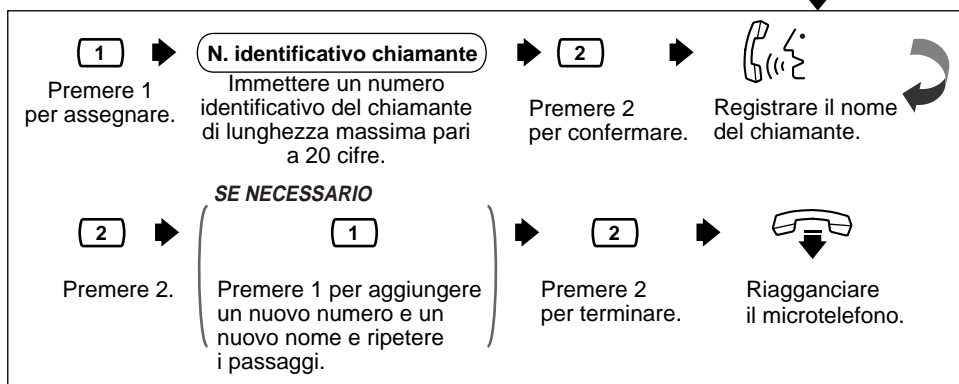 1
Premere 1
per assegnare.
N. identificativo chiamante
Immettere un numero
identificativo del chiamante
di lunghezza massima pari
a 20 cifre.
2
Premere 2
per confermare.
Registrare il nome
del chiamante.
2
Premere 2.
SE NECESSARIO
1
Premere 1 per aggiungere
un nuovo numero e un
nuovo nome e ripetere
i passaggi.
2
Premere 2
per terminare.
Riagganciare
il microtelefono.